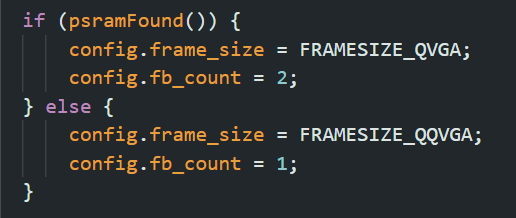 if (psramFound()) {
    config.frame_size = FRAMESIZE_QVGA;
    config.fb_count = 2;
} else {
    config.frame_size = FRAMESIZE_QQVGA;
    config.fb_count = 1;
}